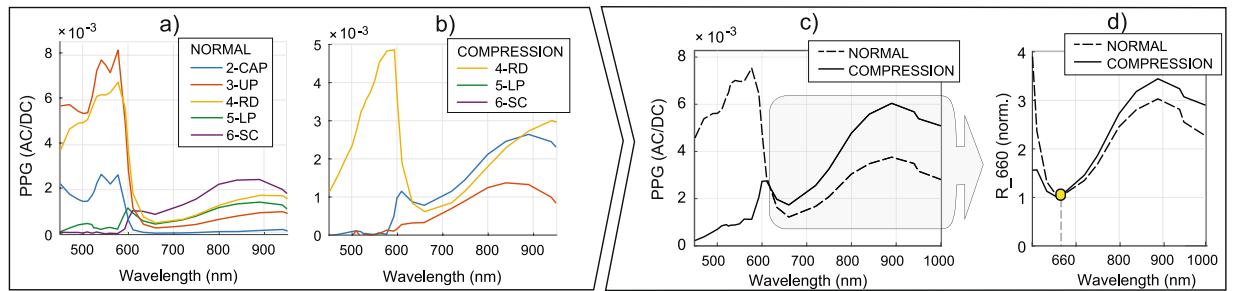 a)
× 10⁻³
PPG (AC/DC)
8
6
4
2
0
NORMAL
2-CAP
3-UP
4-RD
5-LP
6-SC
500 600 700 800 900
Wavelength (nm)
b)
× 10⁻³
5
4
3
2
1
0
COMPRESSION
4-RD
5-LP
6-SC
500 600 700 800 900
Wavelength (nm)
c)
× 10⁻³
PPG (AC/DC)
8
6
4
2
0
NORMAL
COMPRESSION
500 600 700 800 900 1000
Wavelength (nm)
d)
R_660 (norm.)
4
3
2
1
0
NORMAL
COMPRESSION
660 800 900 1000
Wavelength (nm)